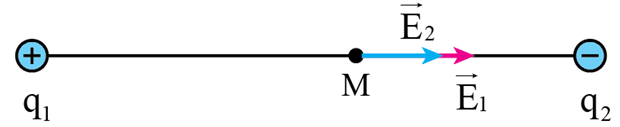 + M E⃗₂ E⃗₁ −
q₁ q₂